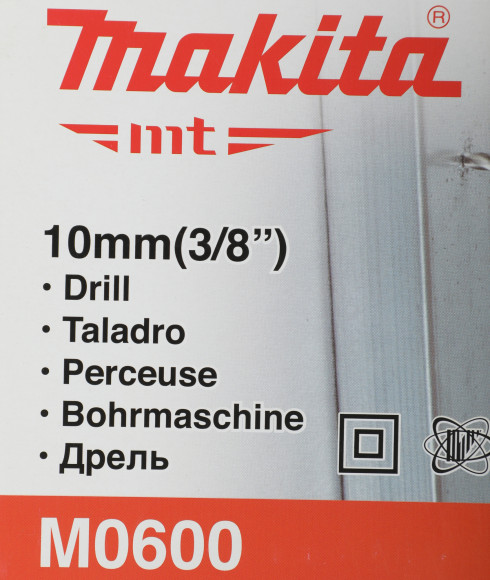 makita®
mt
10mm(3/8”)
• Drill
• Taladro
• Perceuse
• Bohrmaschine
• Дрель
M0600